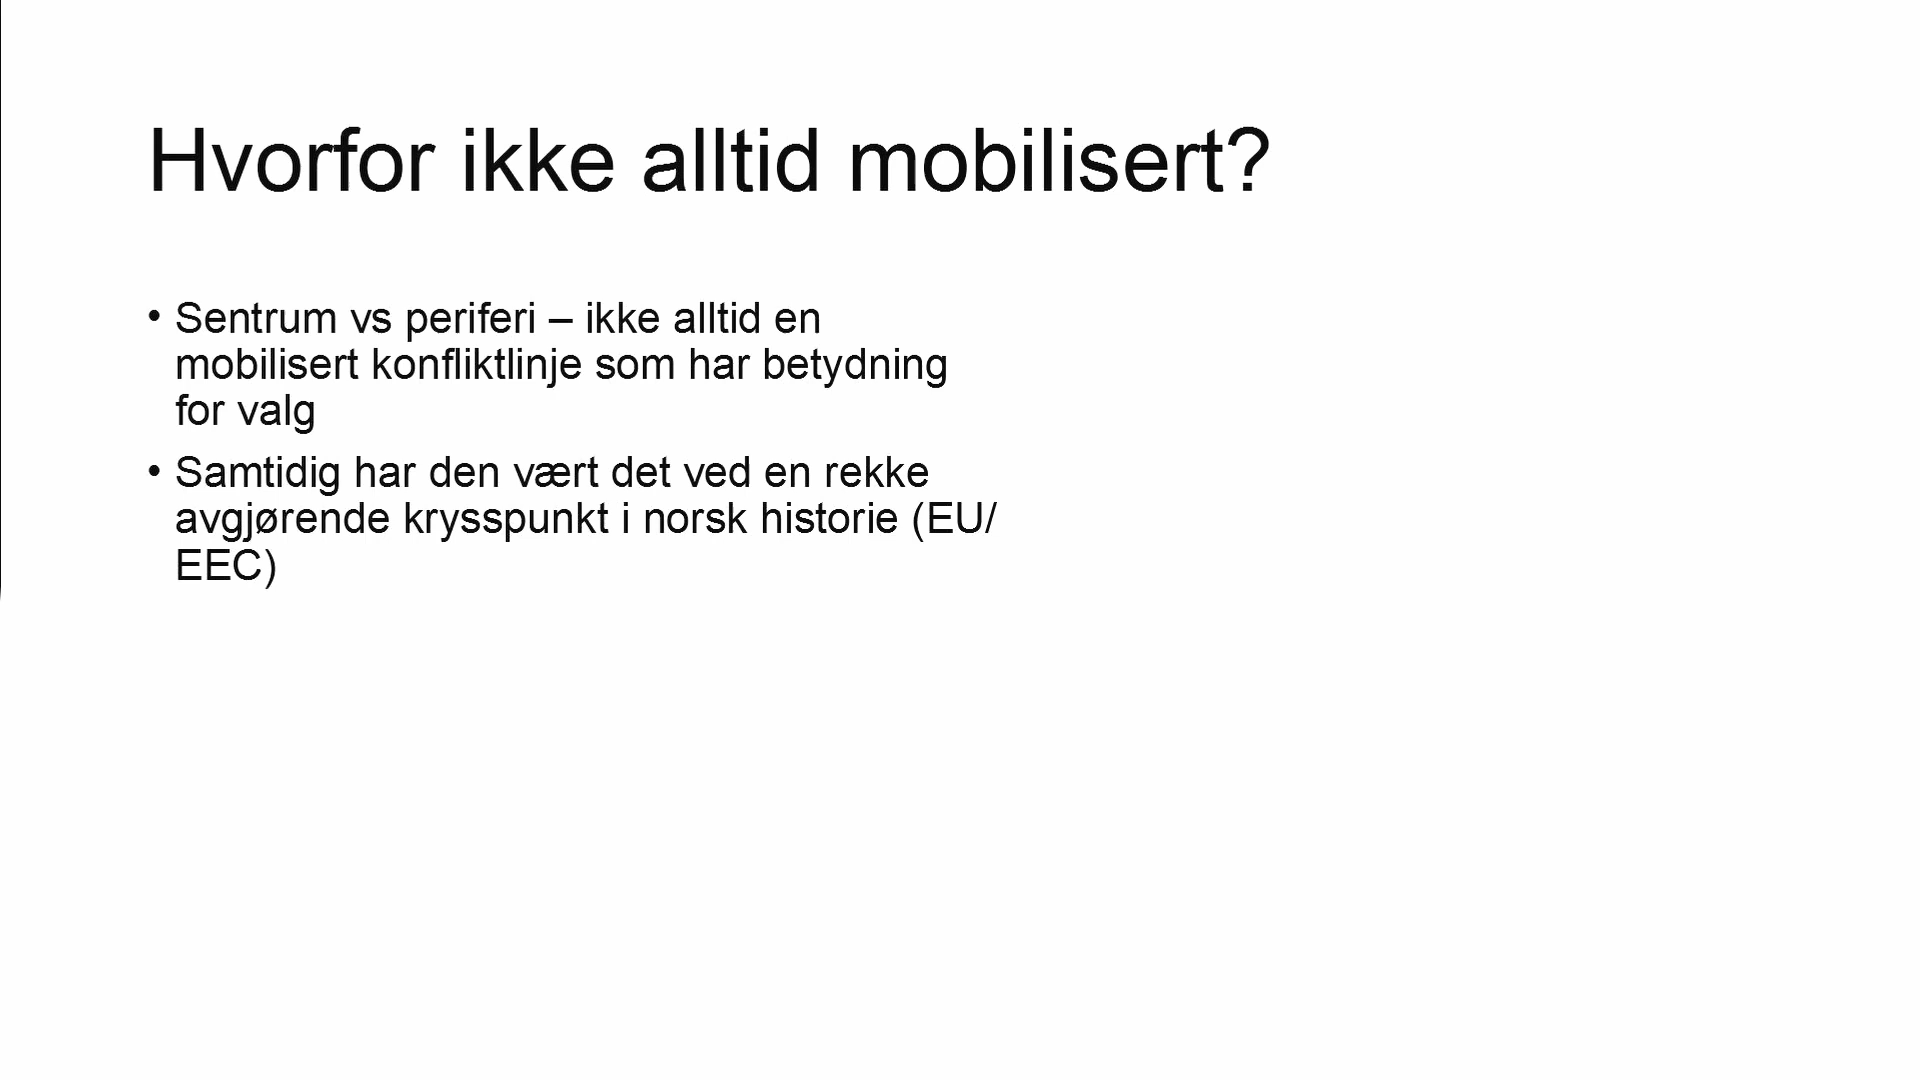 Hvorfor ikke alltid mobilisert?
• Sentrum vs periferi – ikke alltid en
mobilisert konfliktlinje som har betydning
for valg
• Samtidig har den vært det ved en rekke
avgjørende krysspunkt i norsk historie (EU/
EEC)